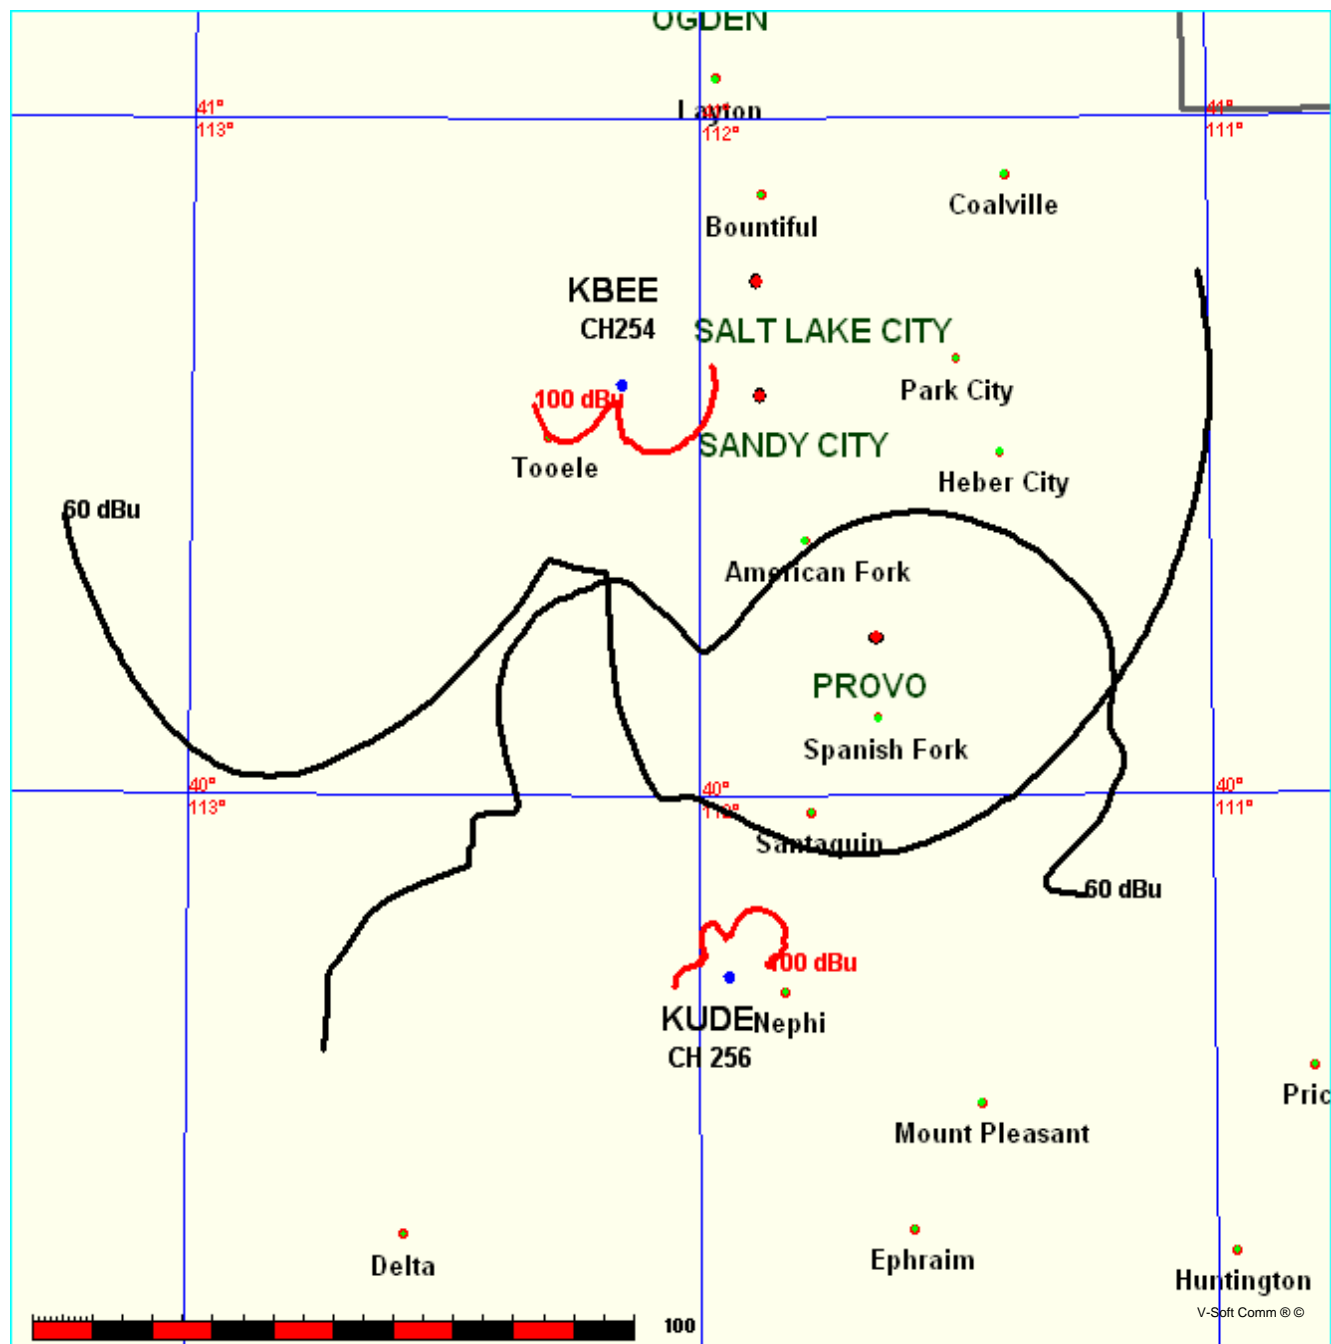 OGDEN
Layton
41°
113°
41°
112°
41°
111°
Coalville
Bountiful
KBEE
CH254
SALT LAKE CITY
Park City
100 dBu
SANDY CITY
Tooele
Heber City
60 dBu
American Fork
PROVO
Spanish Fork
40°
113°
40°
112°
40°
111°
Santaquin
60 dBu
100 dBu
KUDE
Nephi
CH 256
Pric
Mount Pleasant
Delta
Ephraim
Huntington
V-Soft Comm ® ©
100